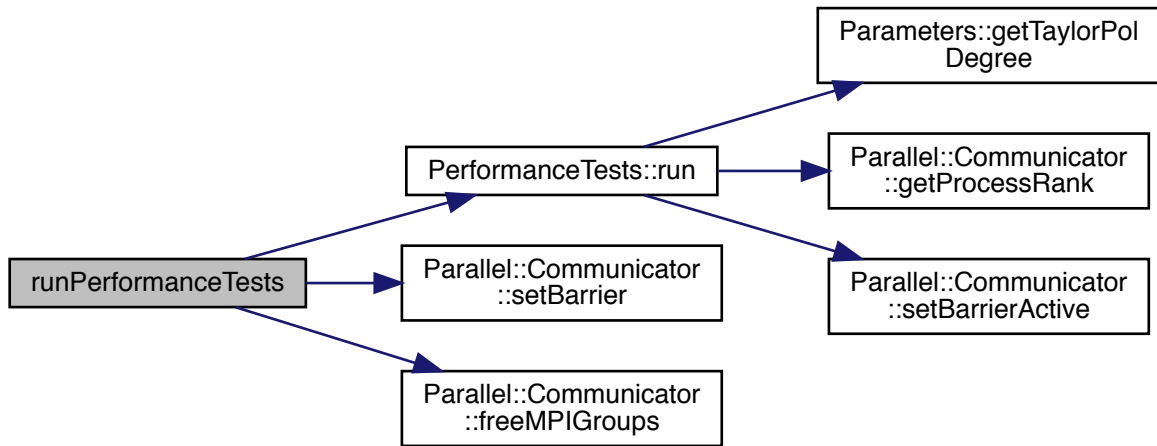 runPerformanceTests
PerformanceTests::run
Parallel::Communicator
::setBarrier
Parallel::Communicator
::freeMPIGroups
Parameters::getTaylorPol
Degree
Parallel::Communicator
::getProcessRank
Parallel::Communicator
::setBarrierActive